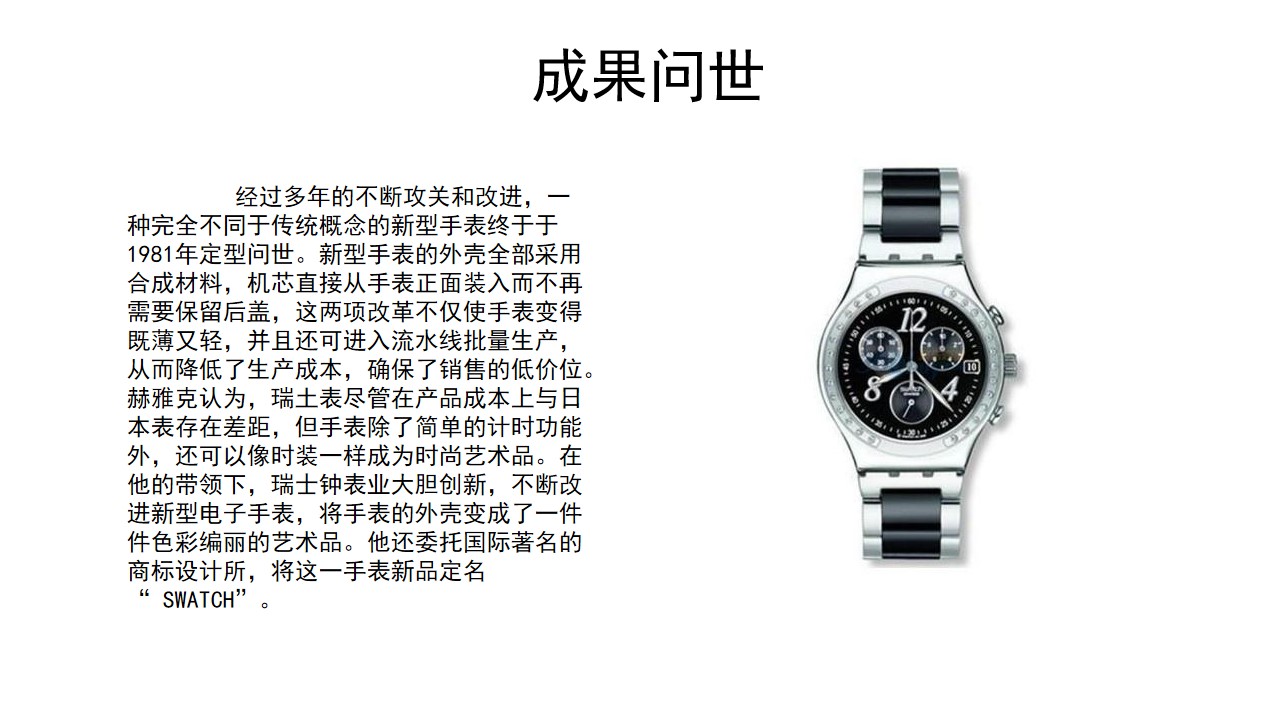 成果问世
经过多年的不断攻关和改进，一
种完全不同于传统概念的新型手表终于于
1981年定型问世。新型手表的外壳全部采用
合成材料，机芯直接从手表正面装入而不再
需要保留后盖，这两项改革不仅使手表变得
既薄又轻，并且还可进入流水线批量生产，
从而降低了生产成本，确保了销售的低价位。
赫雅克认为，瑞土表尽管在产品成本上与日
本表存在差距，但手表除了简单的计时功能
外，还可以像时装一样成为时尚艺术品。在
他的带领下，瑞士钟表业大胆创新，不断改
进新型电子手表，将手表的外壳变成了一件
件色彩编丽的艺术品。他还委托国际著名的
商标设计所，将这一手表新品定名
“ SWATCH”。
60
12
10
8
4
swatch